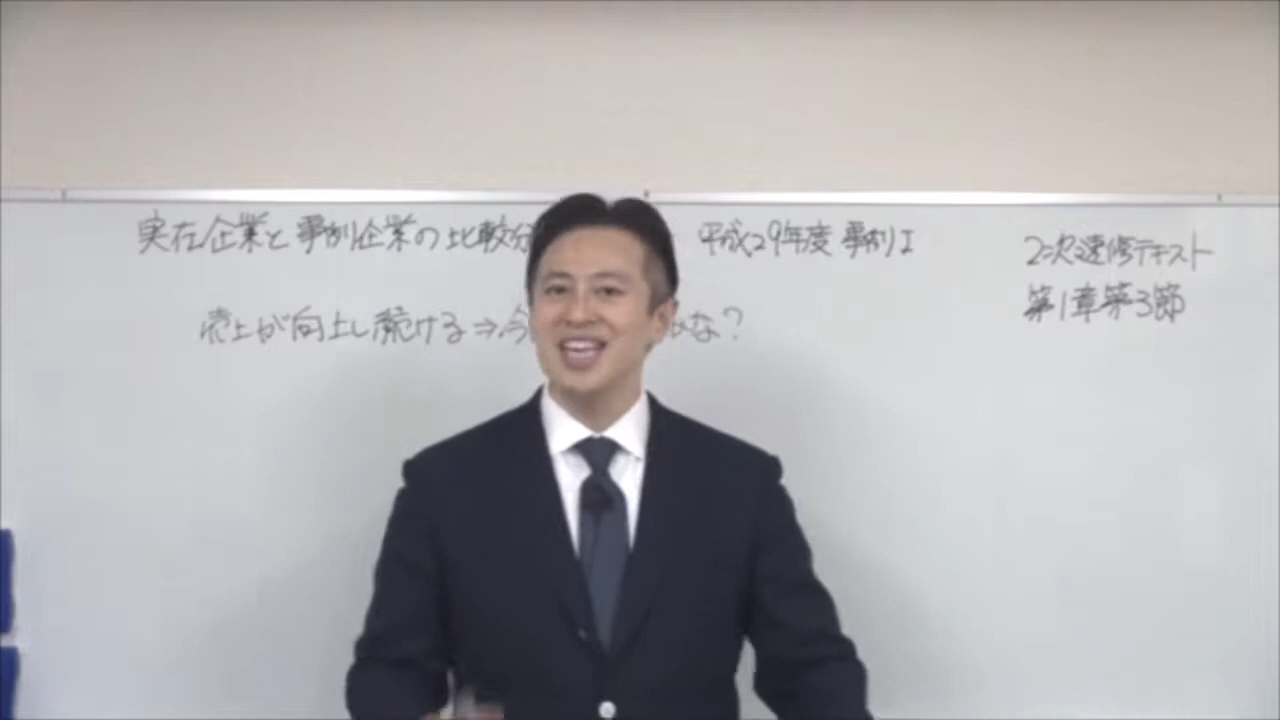 実在企業と事例企業の比較分
平成29年度 事例I
2次速修テキスト
第1章第3節
売上が向上し続ける⇒今 な?